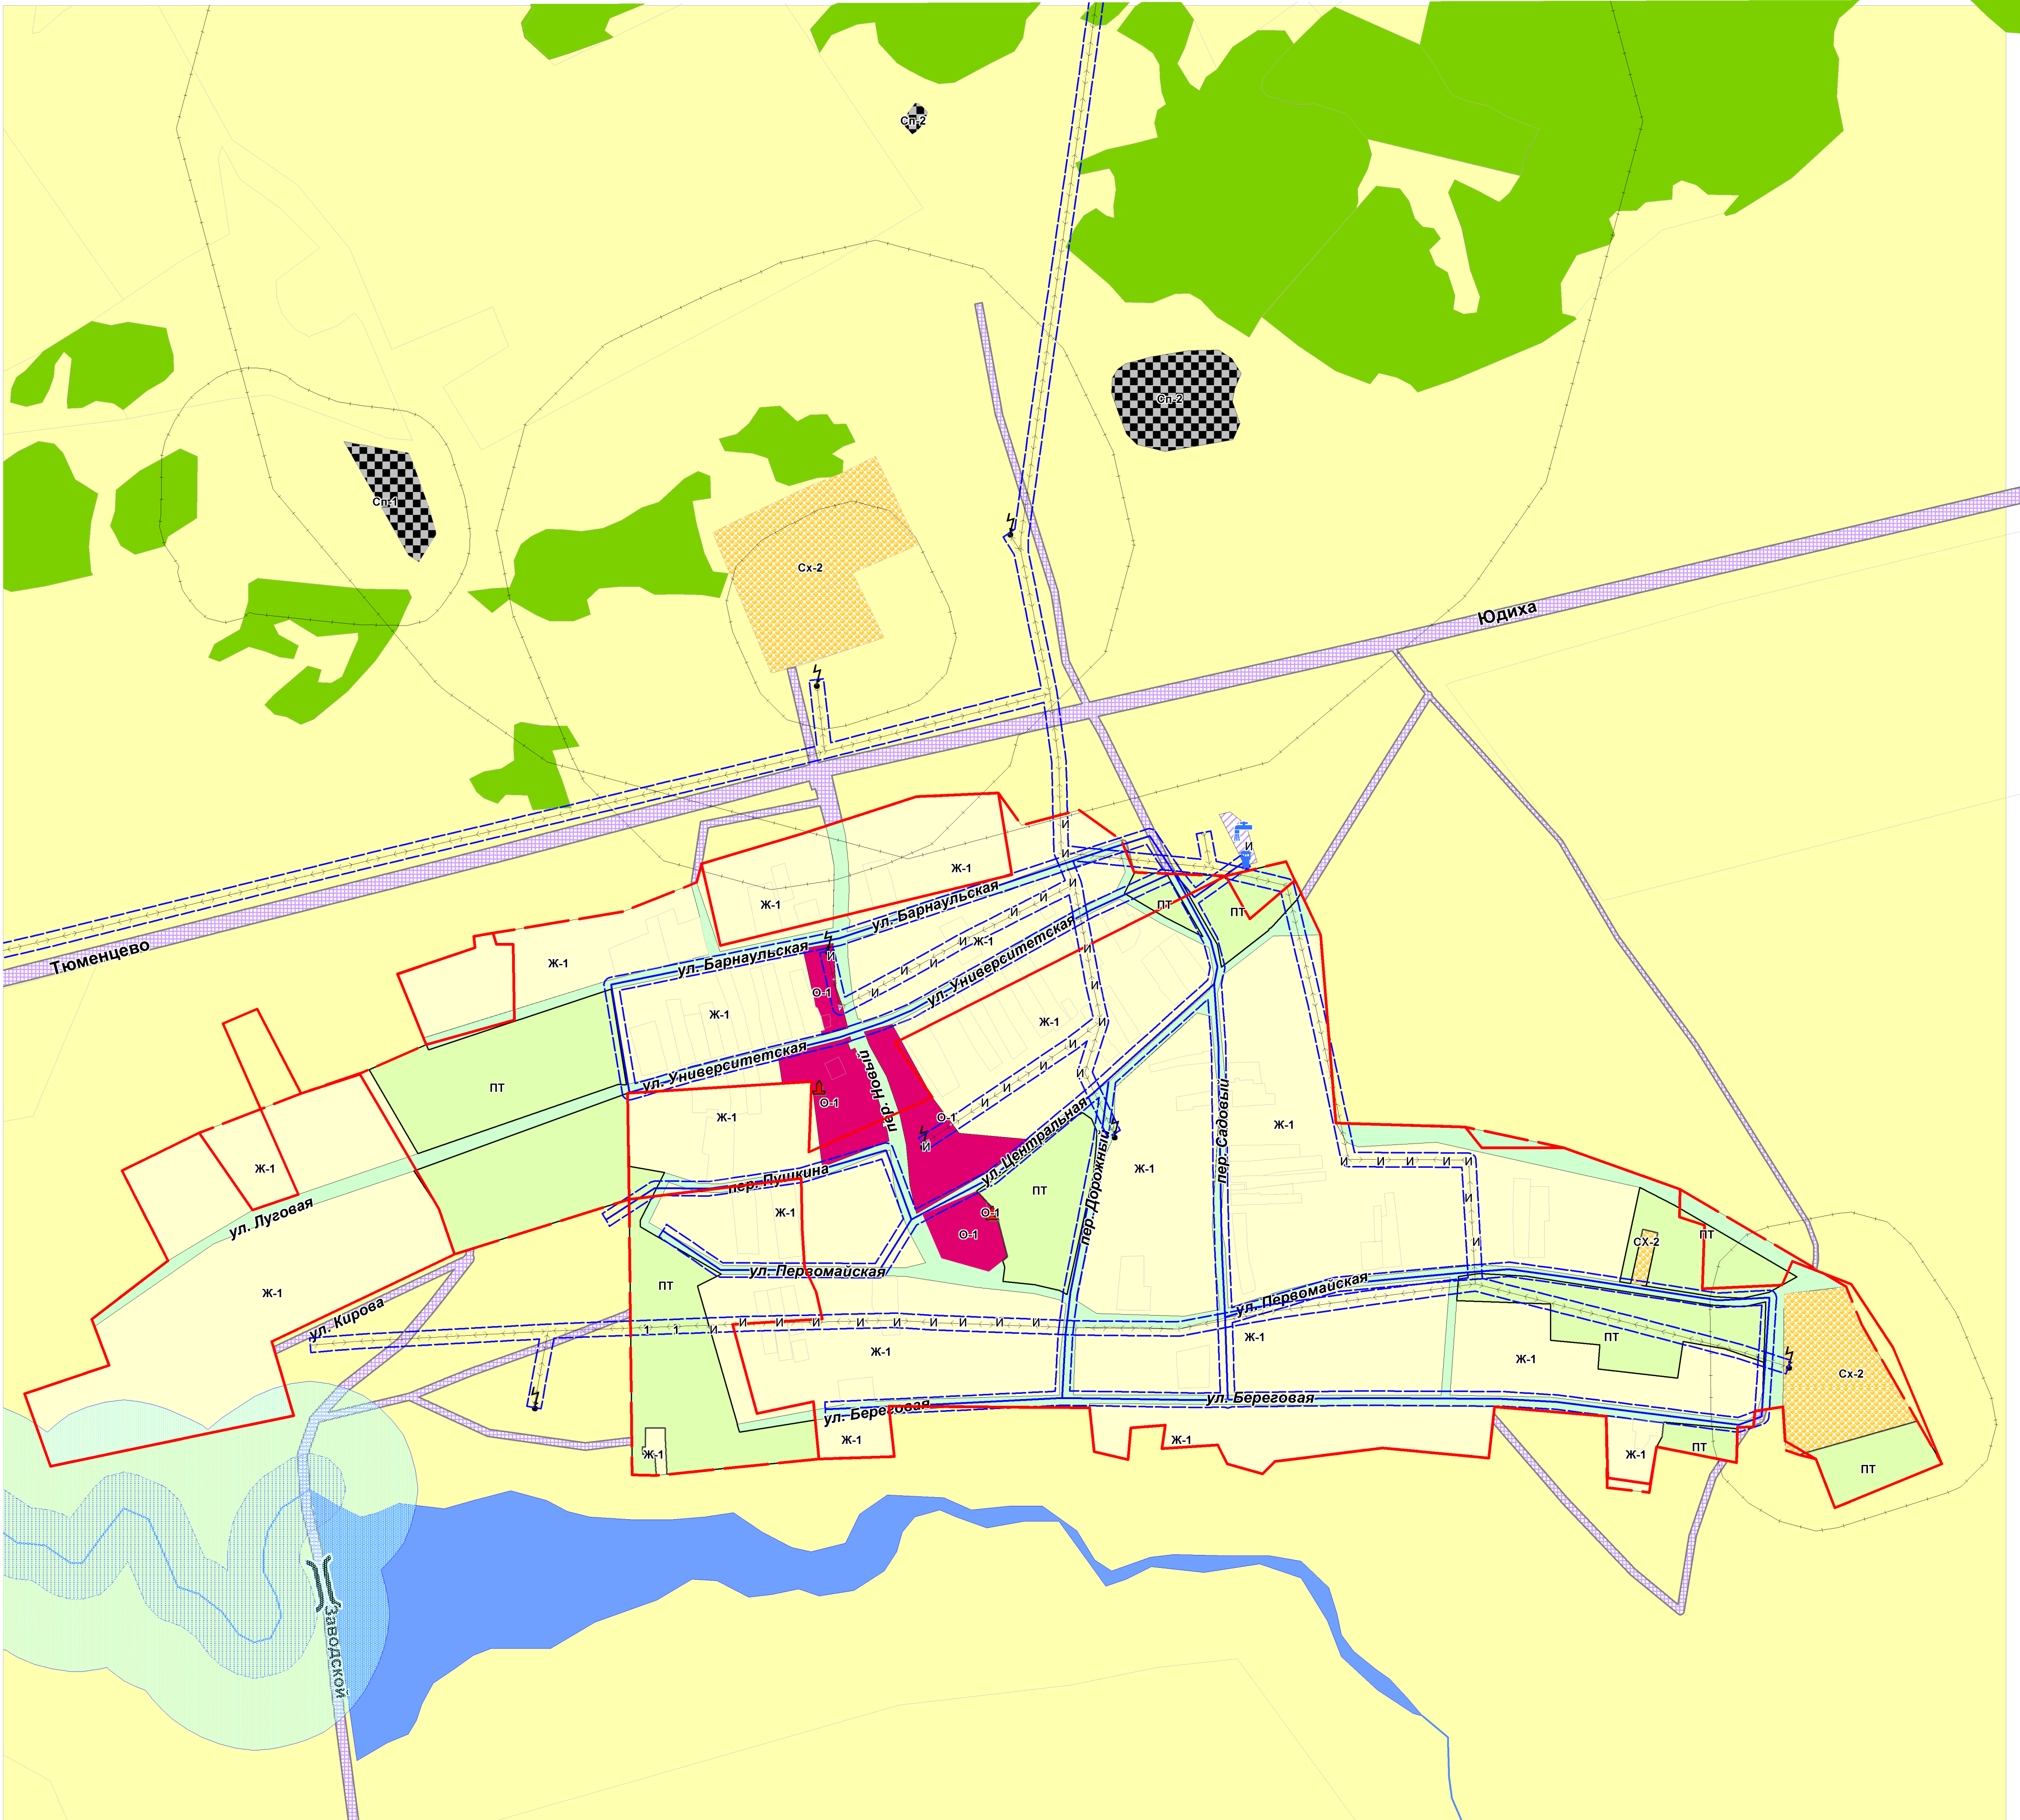 Сп-2
Сп-2
Сп-1
Сх-2
Юдиха
Тюменцево
И
И
И
Ж-1
Ж-1
ПТ
ПТ
ул. Барнаульская
ул. Барнаульская
И
И
И
И
Ж-1
И
И
И
И
И
Ж-1
О-1
ул. Университетская
ул. Университетская
Ж-1
И
И
Ж-1
И
И
И
И
И
И
ПТ
пер. Новый
О-1
О-1
И
Ж-1
ул. Центральная
пер. Дорожный
пер. Садовый
Ж-1
Ж-1
И
И
И
И
И
И
И
Ж-1
ул. Луговая
пер. Пушкина
Ж-1
ПТ
О-1
О-1
СХ-2
ПТ
ул. Первомайская
ул. Первомайская
ПТ
Ж-1
ул. Кирова
1
1
И
И
И
И
И
И
И
И
И
И
Ж-1
Ж-1
Ж-1
ПТ
Сх-2
ул. Береговая
ул. Береговая
Ж-1
Ж-1
Ж-1
Ж-1
ПТ
ПТ
Заводской